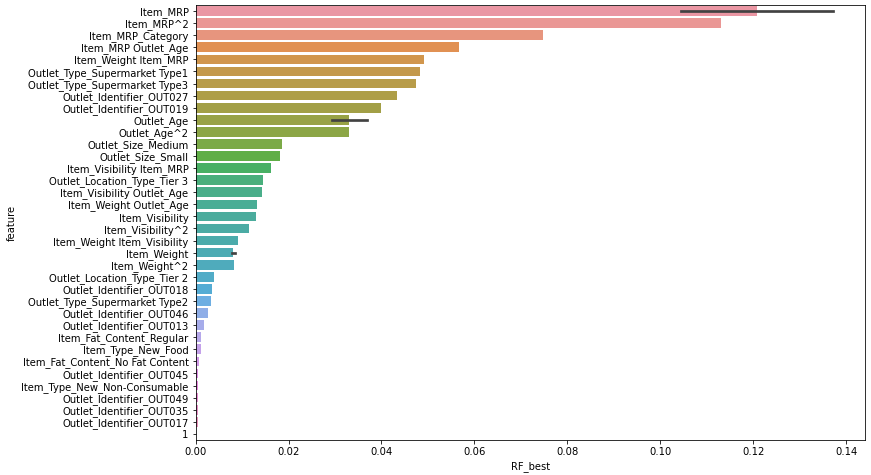 Item_MRP
Item_MRP^2
Item_MRP_Category
Item_MRP Outlet_Age
Item_Weight Item_MRP
Outlet_Type_Supermarket Type1
Outlet_Type_Supermarket Type3
Outlet_Identifier_OUT027
Outlet_Identifier_OUT019
Outlet_Age
Outlet_Age^2
Outlet_Size_Medium
Outlet_Size_Small
Item_Visibility Item_MRP
Outlet_Location_Type_Tier 3
Item_Visibility Outlet_Age
Item_Weight Outlet_Age
Item_Visibility
Item_Visibility^2
Item_Weight Item_Visibility
Item_Weight
Item_Weight^2
Outlet_Location_Type_Tier 2
Outlet_Identifier_OUT018
Outlet_Type_Supermarket Type2
Outlet_Identifier_OUT046
Outlet_Identifier_OUT013
Item_Fat_Content_Regular
Item_Type_New_Food
Item_Fat_Content_No Fat Content
Outlet_Identifier_OUT045
Item_Type_New_Non-Consumable
Outlet_Identifier_OUT049
Outlet_Identifier_OUT035
Outlet_Identifier_OUT017
1
feature
0.00 0.02 0.04 0.06 0.08 0.10 0.12 0.14
RF_best